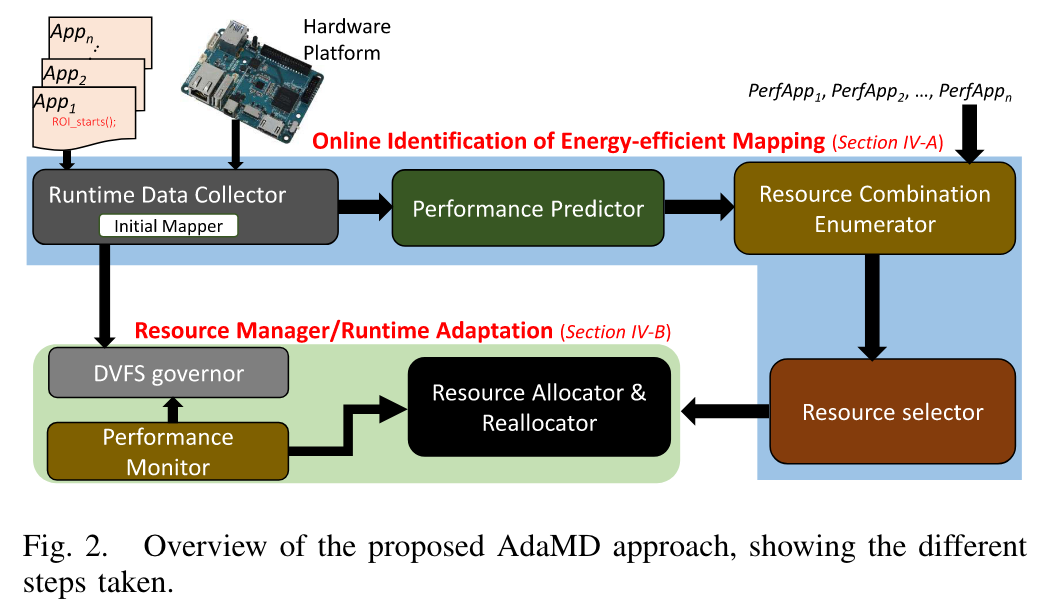 App_n
:
App_2
App_1
ROI_starts();
Hardware
Platform
PerfApp_1, PerfApp_2, ..., PerfApp_n
Online Identification of Energy-efficient Mapping (Section IV-A)
Runtime Data Collector
Initial Mapper
Performance Predictor
Resource Combination
Enumerator
Resource Manager/Runtime Adaptation (Section IV-B)
DVFS governor
Performance
Monitor
Resource Allocator &
Reallocator
Resource selector
Fig. 2. Overview of the proposed AdaMD approach, showing the different
steps taken.